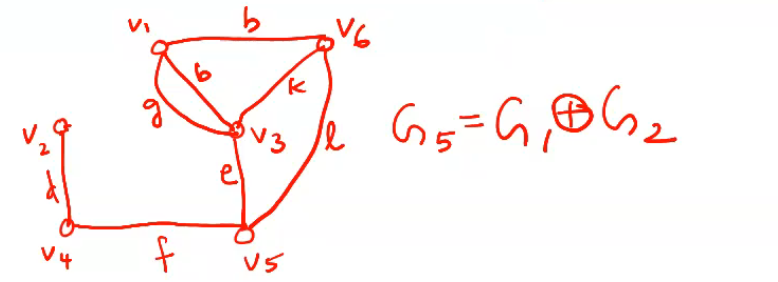 b
v₁
v₆
b
k
g
v₂
v₃
l
G₅ = G₁ ⊕ G₂
e
d
v₄
f
v₅